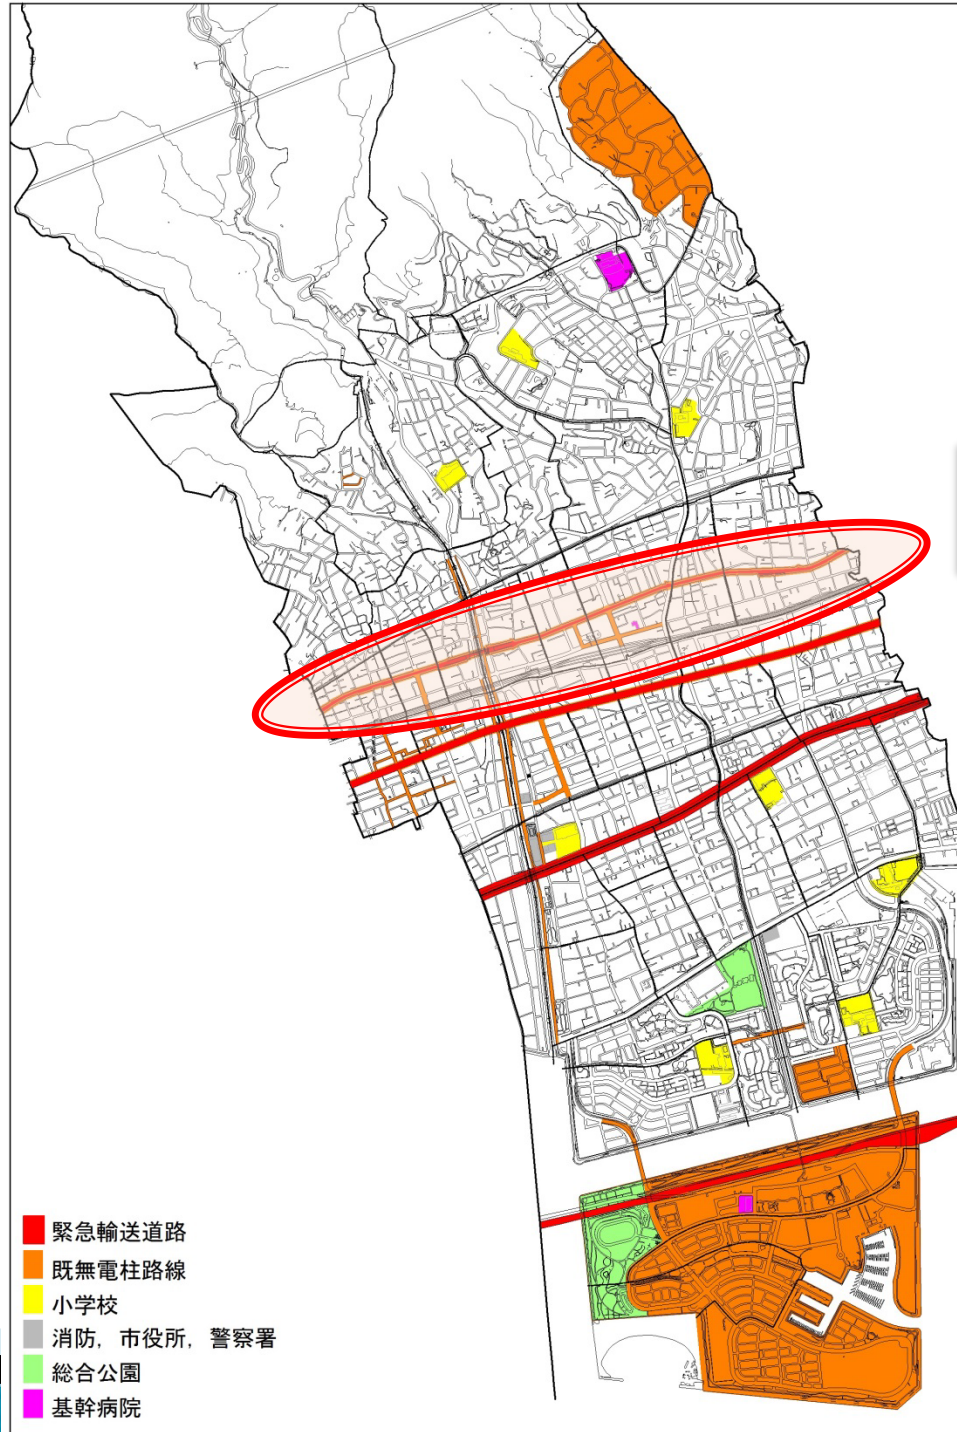 緊急輸送道路
既無電柱路線
小学校
消防，市役所，警察署
総合公園
基幹病院